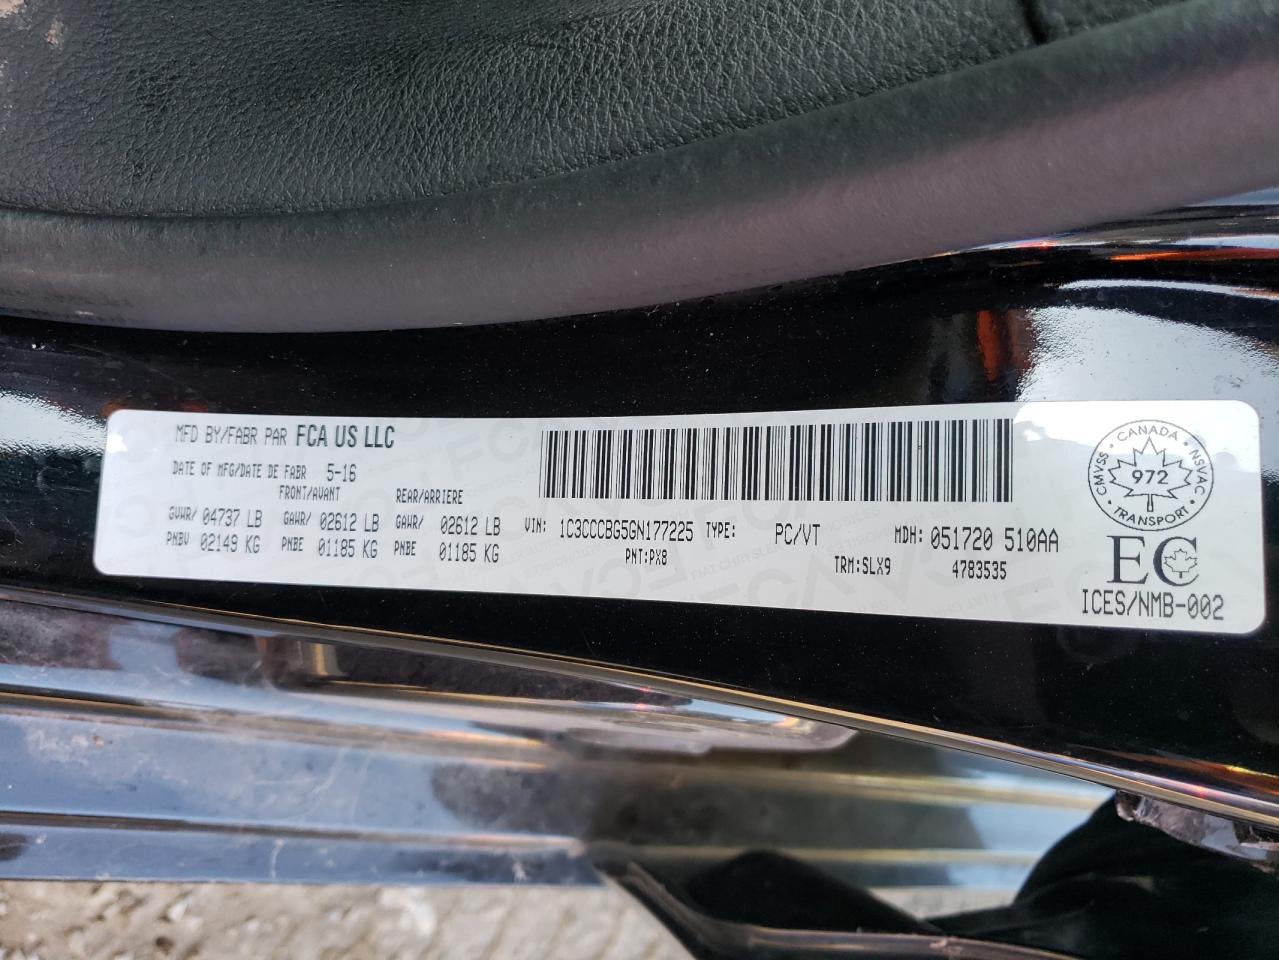 MFD BY/FABR PAR FCA US LLC
DATE OF MFG/DATE DE FABR 5-16
FRONT/AVANT REAR/ARRIERE
GVWR/ 04737 LB GAWR/ 02612 LB GAWR/ 02612 LB
PNBV 02149 KG PNBE 01185 KG PNBE 01185 KG
VIN: 1C3CCCBG5GN177225 TYPE: PC/VT MDH: 051720 510AA
PNT:PX8 TRM:SLX9 4783535
CANADA
CMVSS NSVAC
972
TRANSPORT
EC
ICES/NMB-002